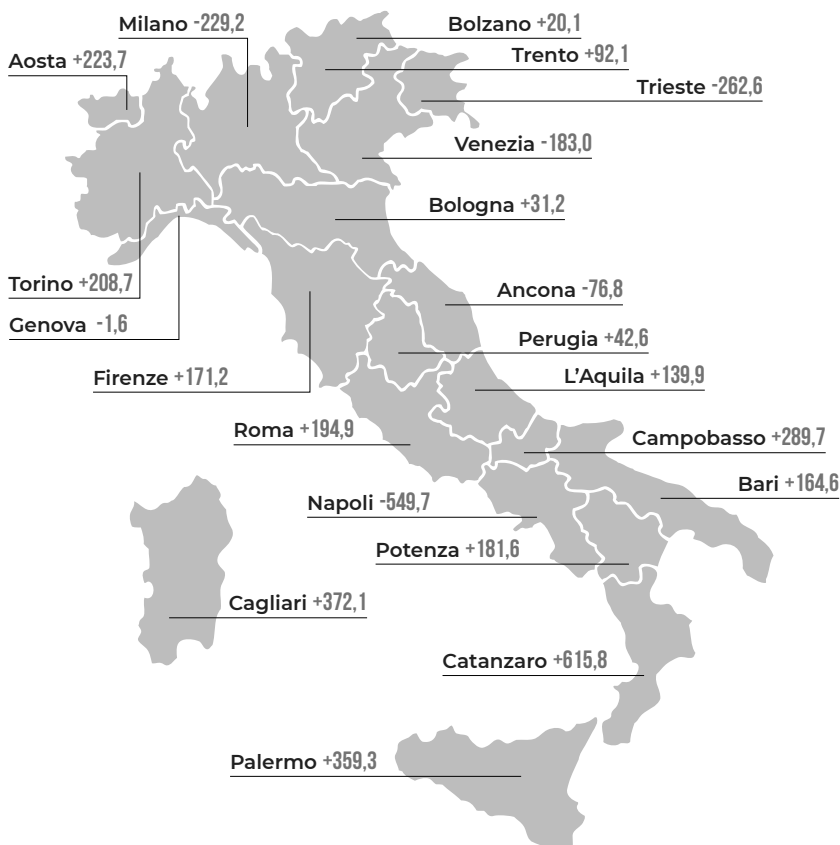 Milano -229,2
Bolzano +20,1
Aosta +223,7
Trento +92,1
Trieste -262,6
Venezia -183,0
Bologna +31,2
Torino +208,7
Ancona -76,8
Genova -1,6
Perugia +42,6
Firenze +171,2
L’Aquila +139,9
Roma +194,9
Campobasso +289,7
Bari +164,6
Napoli -549,7
Potenza +181,6
Cagliari +372,1
Catanzaro +615,8
Palermo +359,3